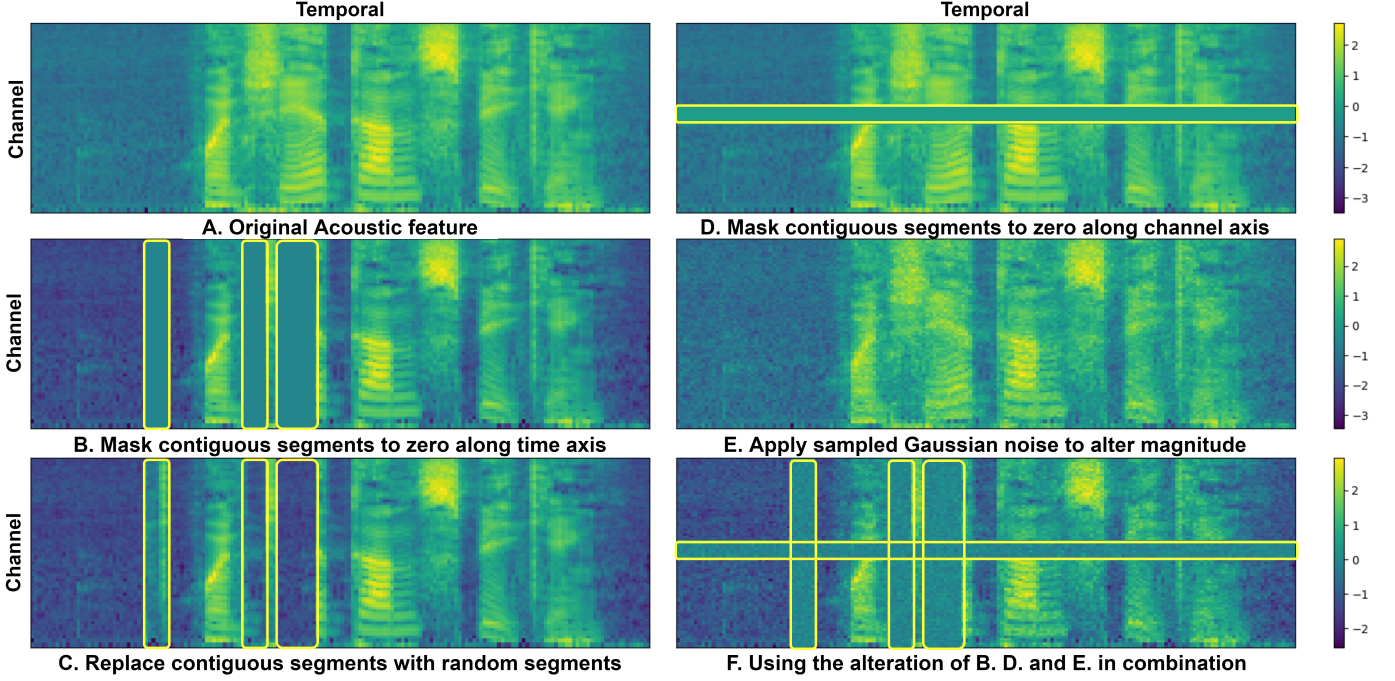 Temporal
Temporal
Channel
2
1
0
−1
−2
−3
A. Original Acoustic feature
D. Mask contiguous segments to zero along channel axis
Channel
2
1
0
−1
−2
−3
B. Mask contiguous segments to zero along time axis
E. Apply sampled Gaussian noise to alter magnitude
Channel
2
1
0
−1
−2
C. Replace contiguous segments with random segments
F. Using the alteration of B. D. and E. in combination